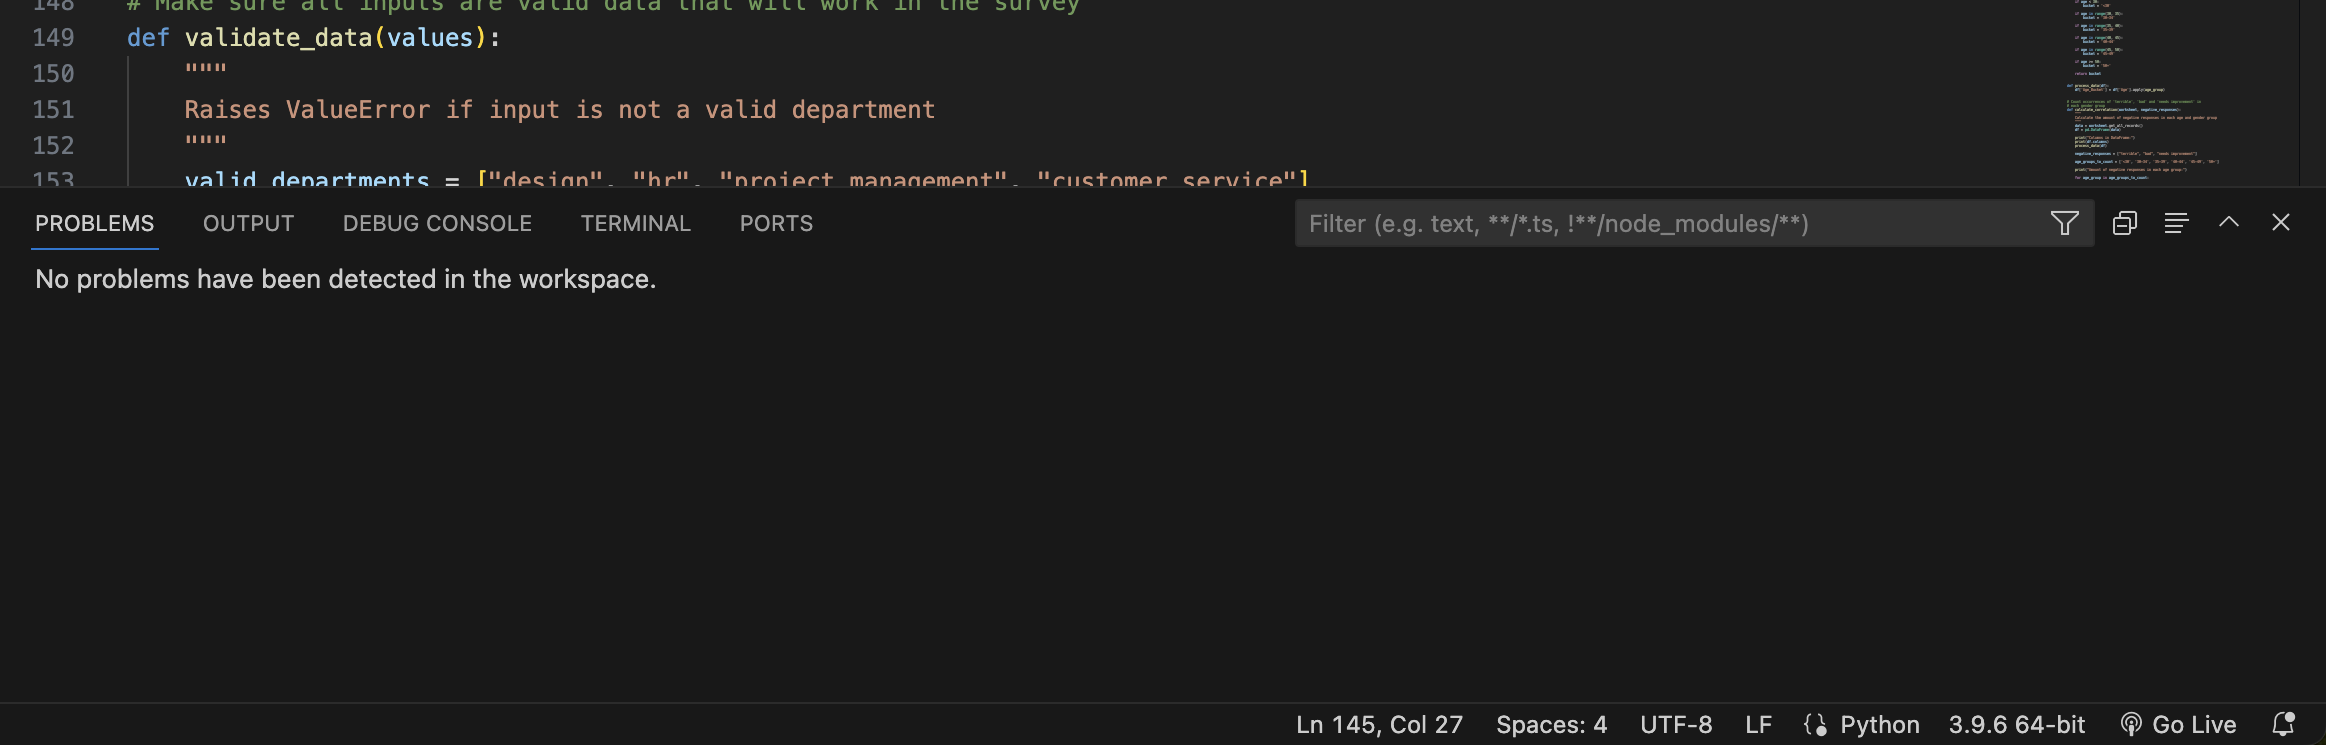 148 # Make sure all inputs are valid data that will work in the survey
149 def validate_data(values):
150 """
151 Raises ValueError if input is not a valid department
152 """
153 valid_departments = ["design", "hr", "project management", "customer service"]
PROBLEMS OUTPUT DEBUG CONSOLE TERMINAL PORTS Filter (e.g. text, **/*.ts, !**/node_modules/**)
No problems have been detected in the workspace.
Ln 145, Col 27 Spaces: 4 UTF-8 LF Python 3.9.6 64-bit Go Live